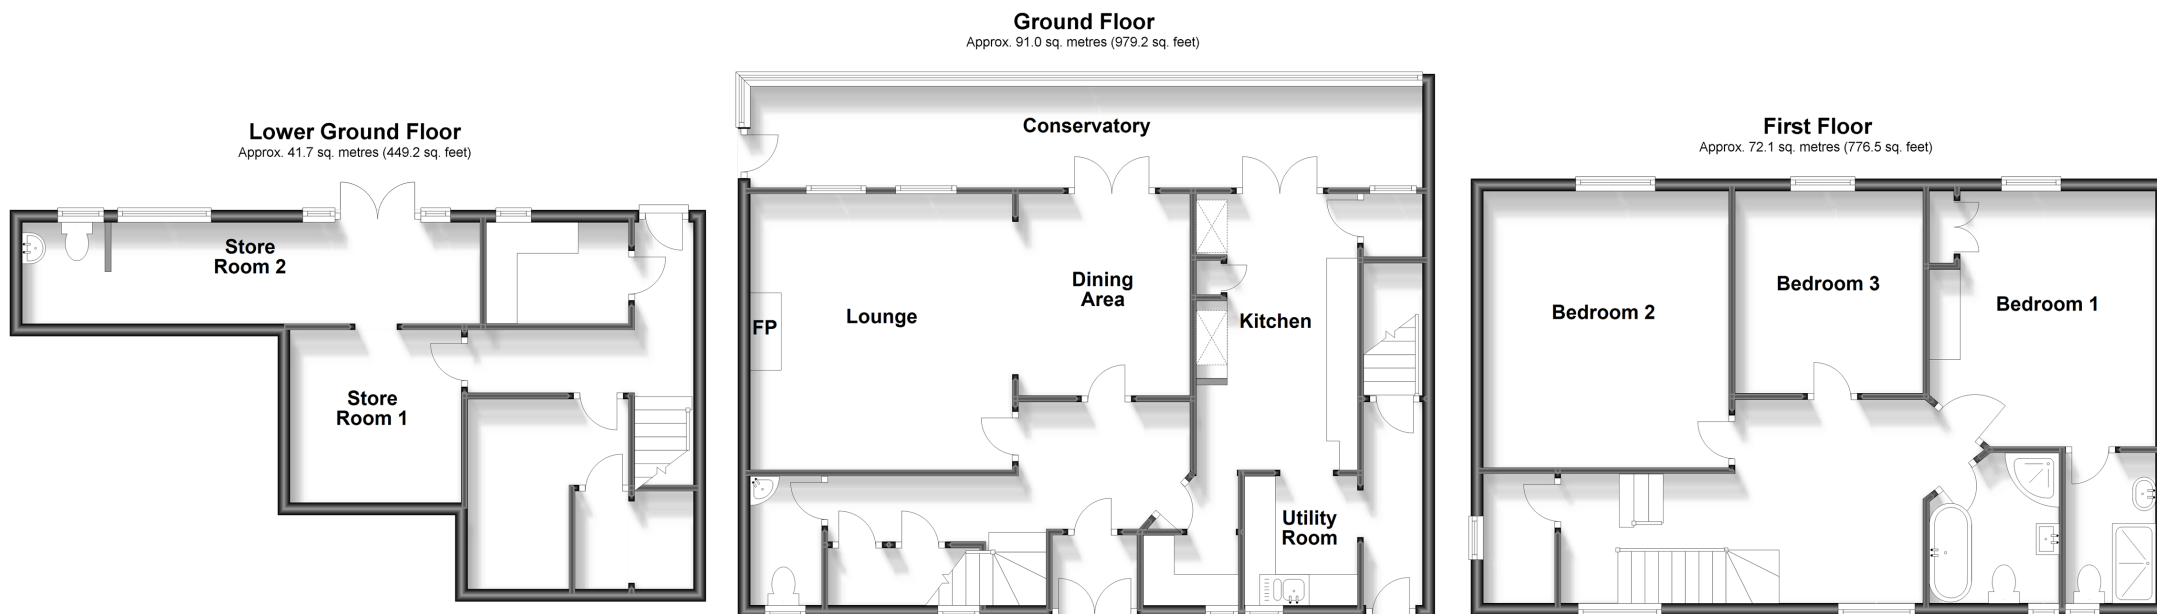 Lower Ground Floor
Approx. 41.7 sq. metres (449.2 sq. feet)
Store
Room 2
Store
Room 1
Ground Floor
Approx. 91.0 sq. metres (979.2 sq. feet)
Conservatory
Dining
Area
Lounge
FP
Kitchen
Utility
Room
First Floor
Approx. 72.1 sq. metres (776.5 sq. feet)
Bedroom 2
Bedroom 3
Bedroom 1